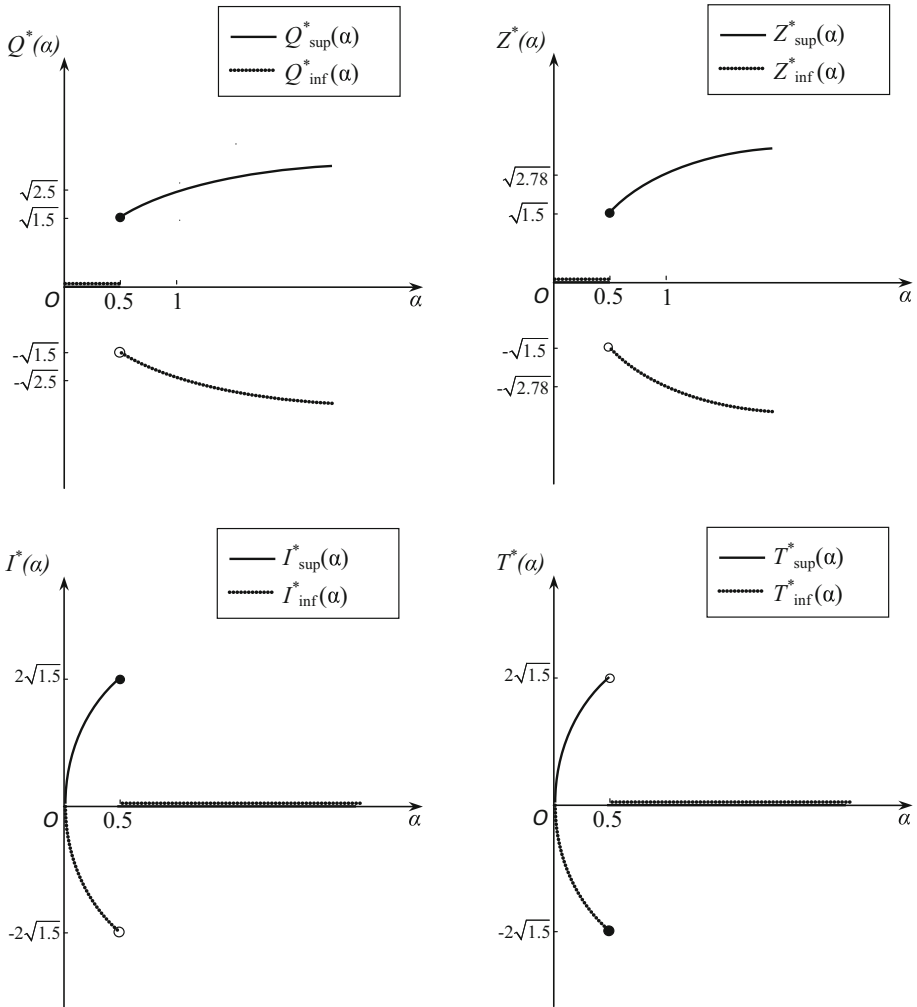 Q*(α)
Q*sup(α)
Q*inf(α)
√2.5
√1.5
O
0.5
1
α
-√1.5
-√2.5
Z*(α)
Z*sup(α)
Z*inf(α)
√2.78
√1.5
O
0.5
1
α
-√1.5
-√2.78
I*(α)
I*sup(α)
I*inf(α)
2√1.5
O
0.5
α
-2√1.5
T*(α)
T*sup(α)
T*inf(α)
2√1.5
O
0.5
α
-2√1.5